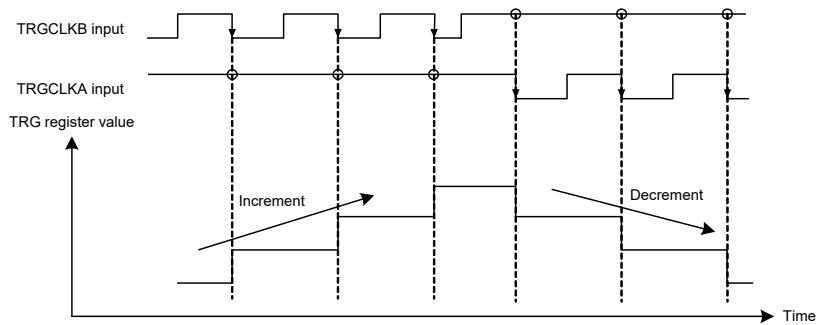 TRGCLKB input
TRGCLKA input
TRG register value
Increment
Decrement
Time